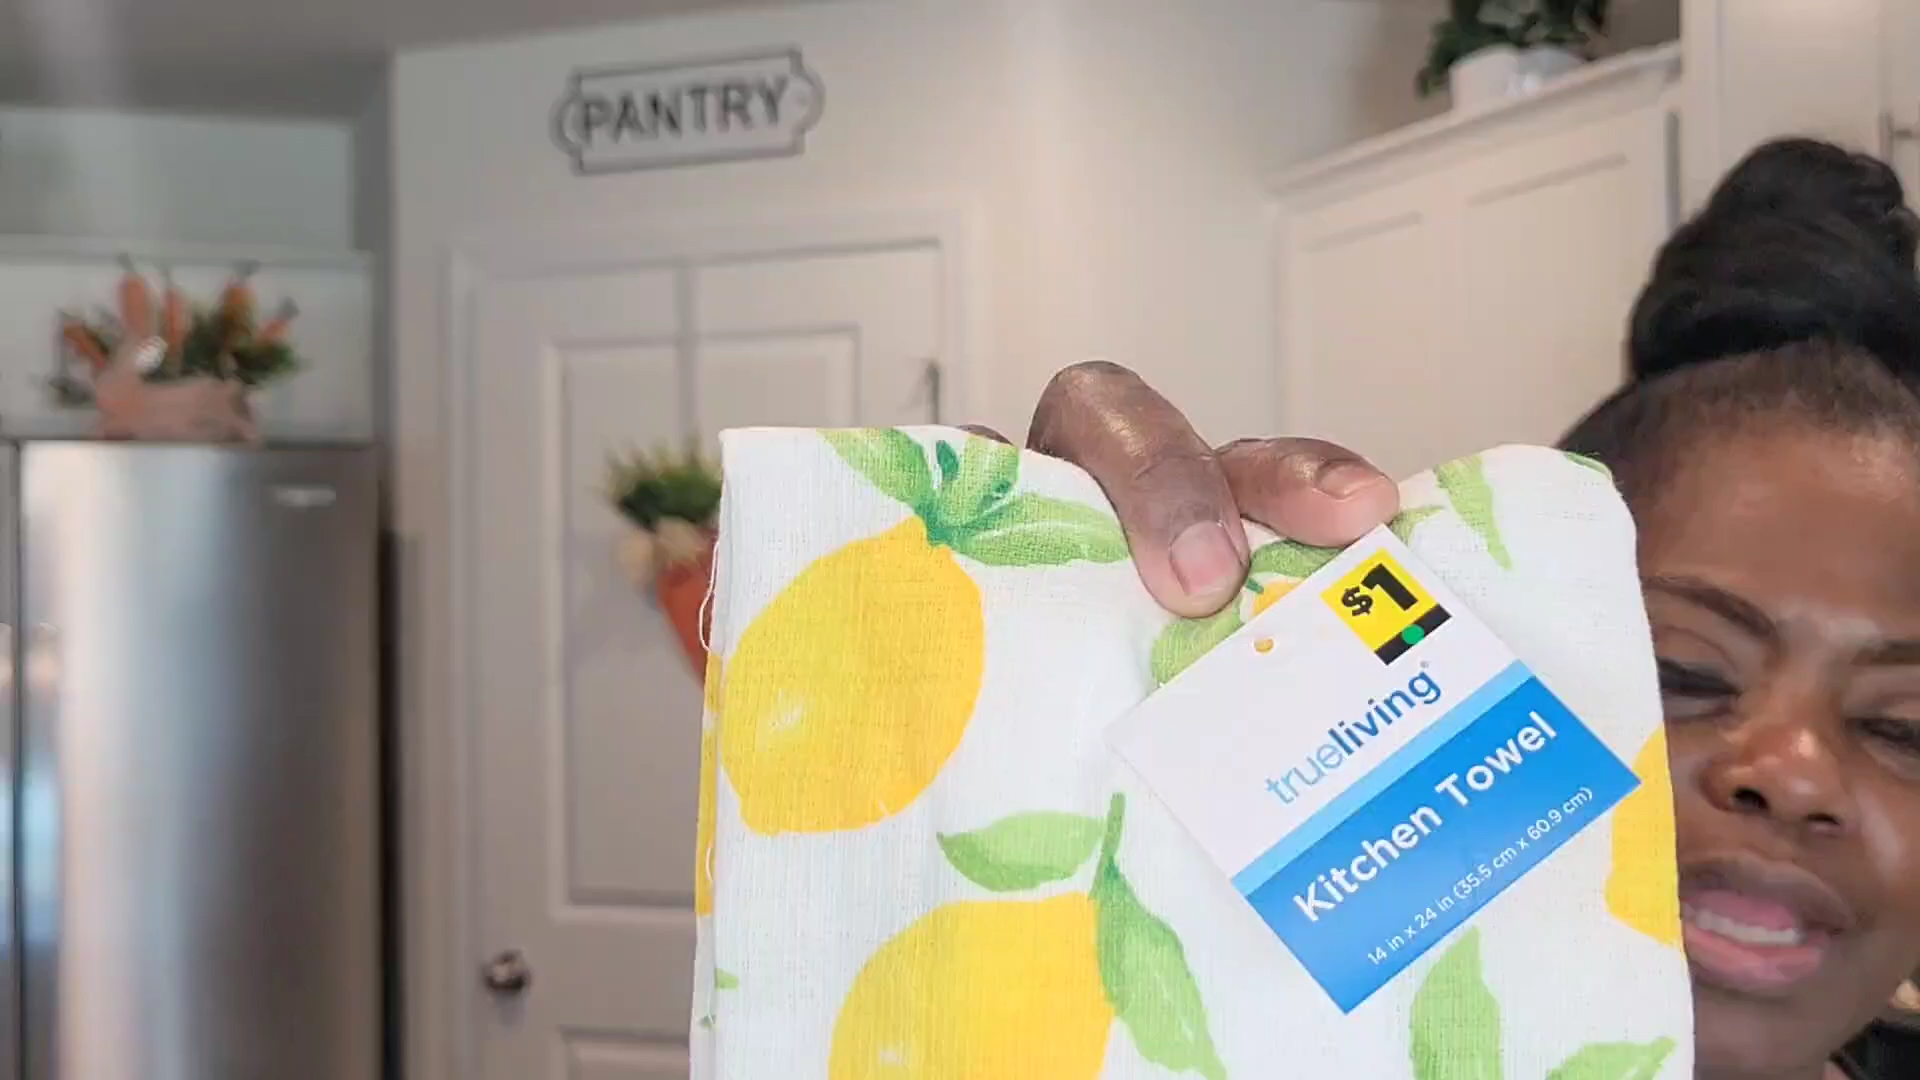 PANTRY
$1
trueliving
Kitchen Towel
14 in x 24 in (35.5 cm x 60.9 cm)